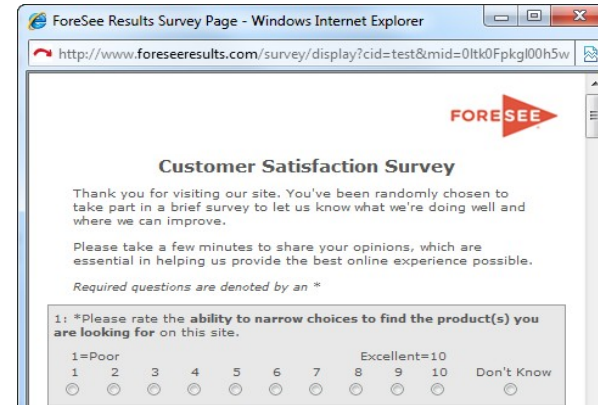 ForeSee Results Survey Page - Windows Internet Explorer
http://www.foreseeresults.com/survey/display?cid=test&mid=0ltk0Fpkgl00h5w
FORESEE
Customer Satisfaction Survey
Thank you for visiting our site. You've been randomly chosen to
take part in a brief survey to let us know what we're doing well and
where we can improve.
Please take a few minutes to share your opinions, which are
essential in helping us provide the best online experience possible.
Required questions are denoted by an *
1: *Please rate the ability to narrow choices to find the product(s) you
are looking for on this site.
1=Poor Excellent=10
1 2 3 4 5 6 7 8 9 10 Don't Know